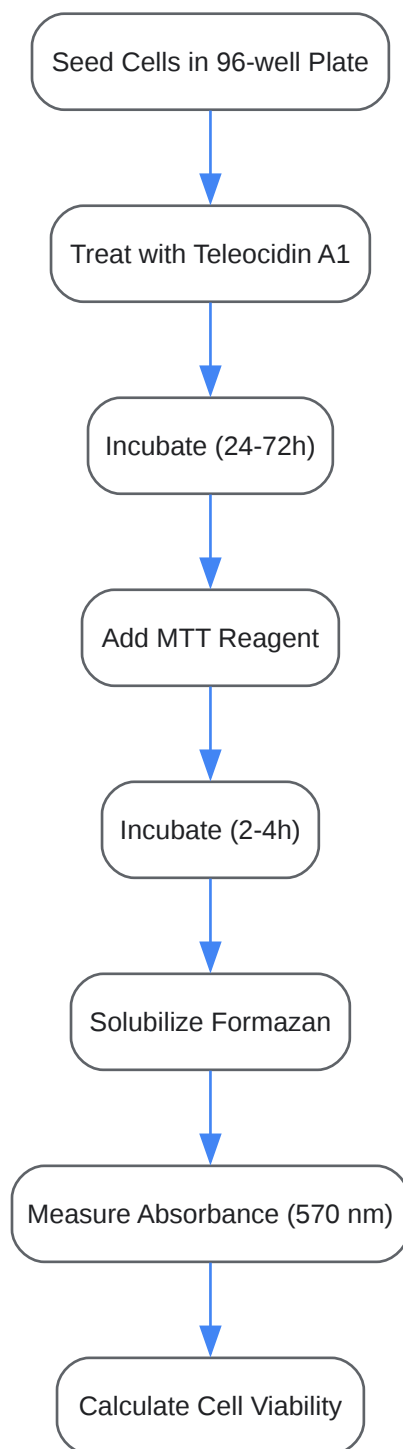 Seed Cells in 96-well Plate
Treat with Teleocidin A1
Incubate (24-72h)
Add MTT Reagent
Incubate (2-4h)
Solubilize Formazan
Measure Absorbance (570 nm)
Calculate Cell Viability